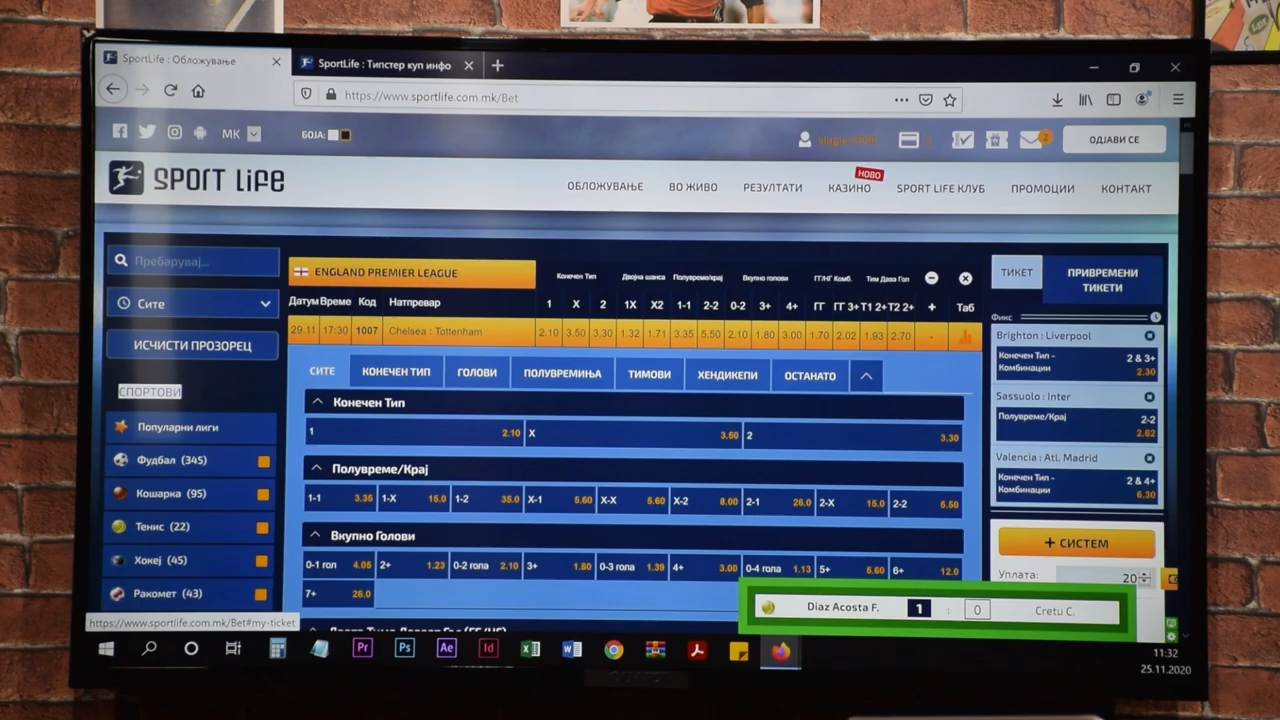 SportLife : Обложување
SportLife : Типстер куп инфо
https://www.sportlife.com.mk/Bet
МК
БОЈА:
2
ОДЈАВИ СЕ
SPORT LIFE
ОБЛОЖУВАЊЕ ВО ЖИВО РЕЗУЛТАТИ КАЗИНО НОВО SPORT LIFE КЛУБ ПРОМОЦИИ КОНТАКТ
Пребарувај...
Сите
ИСЧИСТИ ПРОЗОРЕЦ
СПОРТОВИ
Популарни лиги
Фудбал (345)
Кошарка (95)
Тенис (22)
Хокеј (45)
Ракомет (43)
https://www.sportlife.com.mk/Bet#my-ticket
ENGLAND PREMIER LEAGUE
Конечен Тип Двојна шанса Полувреме/крај Вкупно голови ГГ/НГ Комб. Тим Дава Гол
Датум Време Код Натпревар 1 X 2 1X X2 1-1 2-2 0-2 3+ 4+ ГГ ГГ 3+ Т1 2+ Т2 2+ + Таб
29.11 17:30 1007 Chelsea : Tottenham 2.10 3.50 3.30 1.32 1.71 3.35 5.50 2.10 1.80 3.00 1.70 2.02 1.93 2.70 -
СИТЕ КОНЕЧЕН ТИП ГОЛОВИ ПОЛУВРЕМИЊА ТИМОВИ ХЕНДИКЕПИ ОСТАНАТО
Конечен Тип
1 2.10 X 3.50 2 3.30
Полувреме/Крај
1-1 3.35 1-X 15.0 1-2 35.0 X-1 5.60 X-X 5.60 X-2 8.00 2-1 26.0 2-X 15.0 2-2 5.50
Вкупно Голови
0-1 гол 4.05 2+ 1.23 0-2 гола 2.10 3+ 1.80 0-3 гола 1.39 4+ 3.00 0-4 гола 1.13 5+ 5.60 6+ 12.0
7+ 26.0
ТИКЕТ
ПРИВРЕМЕНИ
ТИКЕТИ
Фикс
Brighton : Liverpool
Конечен Тип - 2 & 3+
Комбинации 2.30
Sassuolo : Inter
Полувреме/Крај 2-2
2.62
Valencia : Atl. Madrid
Конечен Тип - 2 & 4+
Комбинации 6.30
+ СИСТЕМ
Уплата: 20
Diaz Acosta F. 1 : 0 Cretu C.
Pr Ps Ae Id
11:32
25.11.2020